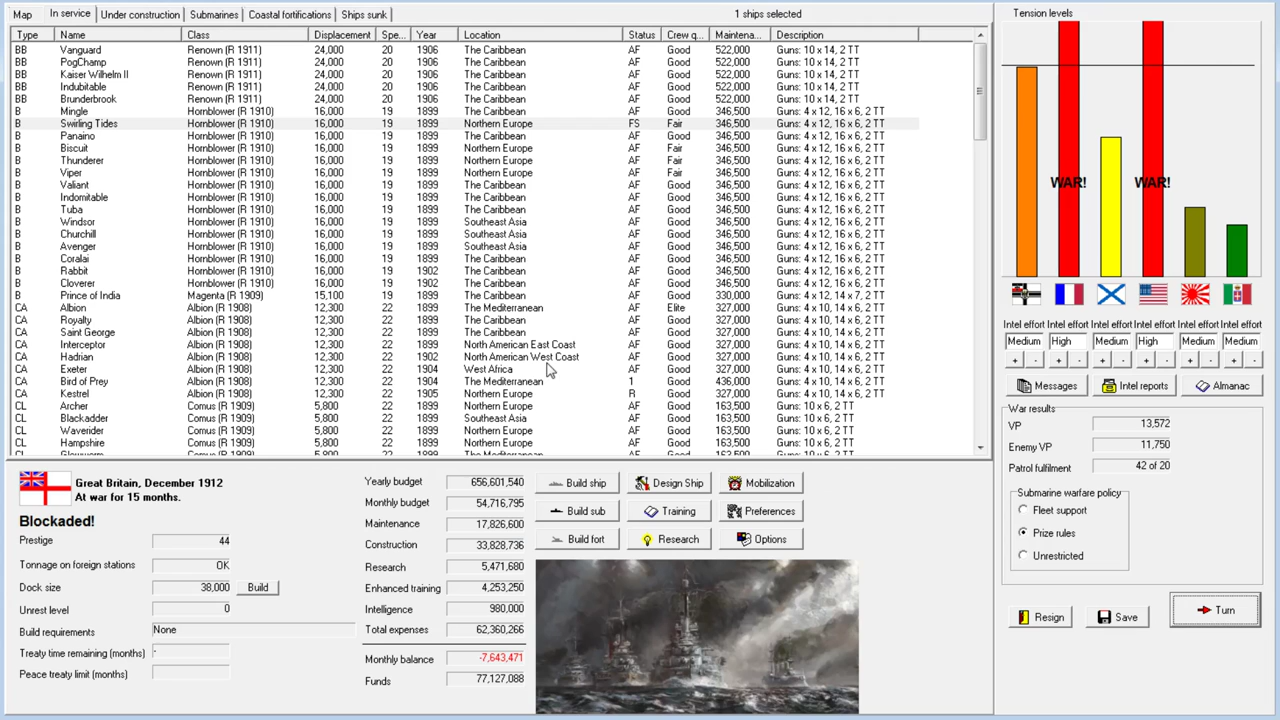 Map In service Under construction Submarines Coastal fortifications Ships sunk 1 ships selected
Type Name Class Displacement Spe... Year Location Status Crew q... Maintena... Description
BB Vanguard Renown (R 1911) 24,000 20 1906 The Caribbean AF Good 522,000 Guns: 10 x 14, 2 TT
BB PogChamp Renown (R 1911) 24,000 20 1906 The Caribbean AF Good 522,000 Guns: 10 x 14, 2 TT
BB Kaiser Wilhelm II Renown (R 1911) 24,000 20 1906 The Caribbean AF Good 522,000 Guns: 10 x 14, 2 TT
BB Indubitable Renown (R 1911) 24,000 20 1906 The Caribbean AF Good 522,000 Guns: 10 x 14, 2 TT
BB Brunderbrook Renown (R 1911) 24,000 20 1906 The Caribbean AF Good 522,000 Guns: 10 x 14, 2 TT
B Mingle Hornblower (R 1910) 16,000 19 1899 The Caribbean AF Good 346,500 Guns: 4 x 12, 16 x 6, 2 TT
B Swirling Tides Hornblower (R 1910) 16,000 19 1899 Northern Europe FS Fair 346,500 Guns: 4 x 12, 16 x 6, 2 TT
B Panaino Hornblower (R 1910) 16,000 19 1899 The Caribbean AF Good 346,500 Guns: 4 x 12, 16 x 6, 2 TT
B Biscuit Hornblower (R 1910) 16,000 19 1899 Northern Europe AF Fair 346,500 Guns: 4 x 12, 16 x 6, 2 TT
B Thunderer Hornblower (R 1910) 16,000 19 1899 Northern Europe AF Fair 346,500 Guns: 4 x 12, 16 x 6, 2 TT
B Viper Hornblower (R 1910) 16,000 19 1899 Northern Europe AF Fair 346,500 Guns: 4 x 12, 16 x 6, 2 TT
B Valiant Hornblower (R 1910) 16,000 19 1899 The Caribbean AF Good 346,500 Guns: 4 x 12, 16 x 6, 2 TT
B Indomitable Hornblower (R 1910) 16,000 19 1899 The Caribbean AF Good 346,500 Guns: 4 x 12, 16 x 6, 2 TT
B Tuba Hornblower (R 1910) 16,000 19 1899 The Caribbean AF Good 346,500 Guns: 4 x 12, 16 x 6, 2 TT
B Windsor Hornblower (R 1910) 16,000 19 1899 Southeast Asia AF Good 346,500 Guns: 4 x 12, 16 x 6, 2 TT
B Churchill Hornblower (R 1910) 16,000 19 1899 Southeast Asia AF Good 346,500 Guns: 4 x 12, 16 x 6, 2 TT
B Avenger Hornblower (R 1910) 16,000 19 1899 Southeast Asia AF Good 346,500 Guns: 4 x 12, 16 x 6, 2 TT
B Coralai Hornblower (R 1910) 16,000 19 1899 The Caribbean AF Good 346,500 Guns: 4 x 12, 16 x 6, 2 TT
B Rabbit Hornblower (R 1910) 16,000 19 1902 The Caribbean AF Good 346,500 Guns: 4 x 12, 16 x 6, 2 TT
B Cloverer Hornblower (R 1910) 16,000 19 1902 The Caribbean AF Good 346,500 Guns: 4 x 12, 16 x 6, 2 TT
B Prince of India Magenta (R 1909) 15,100 19 1899 The Caribbean AF Good 330,000 Guns: 4 x 12, 14 x 6, 2 TT
CA Albion Albion (R 1908) 12,300 22 1899 The Mediterranean AF Elite 327,000 Guns: 4 x 10, 14 x 6, 2 TT
CA Royalty Albion (R 1908) 12,300 22 1899 The Caribbean AF Good 327,000 Guns: 4 x 10, 14 x 6, 2 TT
CA Saint George Albion (R 1908) 12,300 22 1899 The Caribbean AF Good 327,000 Guns: 4 x 10, 14 x 6, 2 TT
CA Interceptor Albion (R 1908) 12,300 22 1899 North American East Coast AF Good 327,000 Guns: 4 x 10, 14 x 6, 2 TT
CA Hadrian Albion (R 1908) 12,300 22 1902 North American West Coast AF Good 327,000 Guns: 4 x 10, 14 x 6, 2 TT
CA Exeter Albion (R 1908) 12,300 22 1904 West Africa AF Good 327,000 Guns: 4 x 10, 14 x 6, 2 TT
CA Bird of Prey Albion (R 1908) 12,300 22 1904 The Mediterranean 1 Good 436,000 Guns: 4 x 10, 14 x 6, 2 TT
CA Kestrel Albion (R 1908) 12,300 22 1905 Northern Europe R Good 327,000 Guns: 4 x 10, 14 x 6, 2 TT
CL Archer Comus (R 1909) 5,800 22 1899 Northern Europe AF Good 163,500 Guns: 10 x 6, 2 TT
CL Blackadder Comus (R 1909) 5,800 22 1899 Southeast Asia AF Good 163,500 Guns: 10 x 6, 2 TT
CL Waverider Comus (R 1909) 5,800 22 1899 Northern Europe AF Good 163,500 Guns: 10 x 6, 2 TT
CL Hampshire Comus (R 1909) 5,800 22 1899 Northern Europe AF Good 163,500 Guns: 10 x 6, 2 TT
Tension levels
WAR! WAR!
Intel effort Intel effort Intel effort Intel effort Intel effort Intel effort
Medium High Medium High Medium Medium
+ - + - + - + - + - + -
Messages Intel reports Almanac
War results
VP 13,572
Enemy VP 11,750
Patrol fulfilment 42 of 20
Submarine warfare policy
Fleet support
Prize rules
Unrestricted
Resign Save Turn
Great Britain, December 1912
At war for 15 months.
Blockaded!
Prestige 44
Tonnage on foreign stations OK
Dock size 38,000 Build
Unrest level 0
Build requirements None
Treaty time remaining (months) -
Peace treaty limit (months)
Yearly budget 656,601,540
Monthly budget 54,716,795
Maintenance 17,826,600
Construction 33,828,736
Research 5,471,680
Enhanced training 4,253,250
Intelligence 980,000
Total expenses 62,360,266
Monthly balance -7,643,471
Funds 77,127,088
Build ship Design Ship Mobilization
Build sub Training Preferences
Build fort Research Options